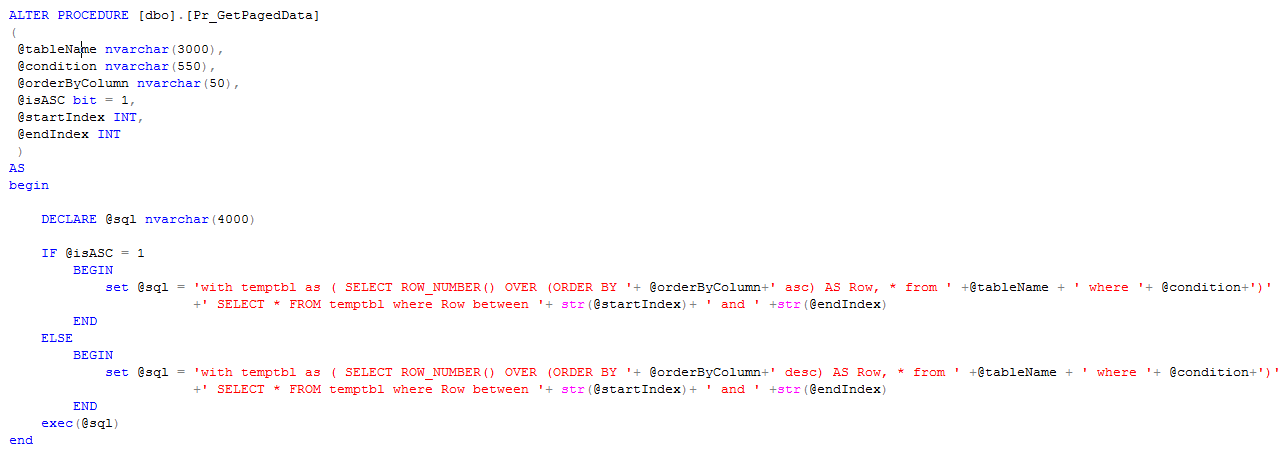 ALTER PROCEDURE [dbo].[Pr_GetPagedData]
(
@tableName nvarchar(3000),
@condition nvarchar(550),
@orderByColumn nvarchar(50),
@isASC bit = 1,
@startIndex INT,
@endIndex INT
)
AS
begin
DECLARE @sql nvarchar(4000)
IF @isASC = 1
BEGIN
set @sql = 'with temptbl as ( SELECT ROW_NUMBER() OVER (ORDER BY '+ @orderByColumn+' asc) AS Row, * from ' +@tableName + ' where '+ @condition+')'
+' SELECT * FROM temptbl where Row between '+ str(@startIndex)+ ' and ' +str(@endIndex)
END
ELSE
BEGIN
set @sql = 'with temptbl as ( SELECT ROW_NUMBER() OVER (ORDER BY '+ @orderByColumn+' desc) AS Row, * from ' +@tableName + ' where '+ @condition+')'
+' SELECT * FROM temptbl where Row between '+ str(@startIndex)+ ' and ' +str(@endIndex)
END
exec(@sql)
end